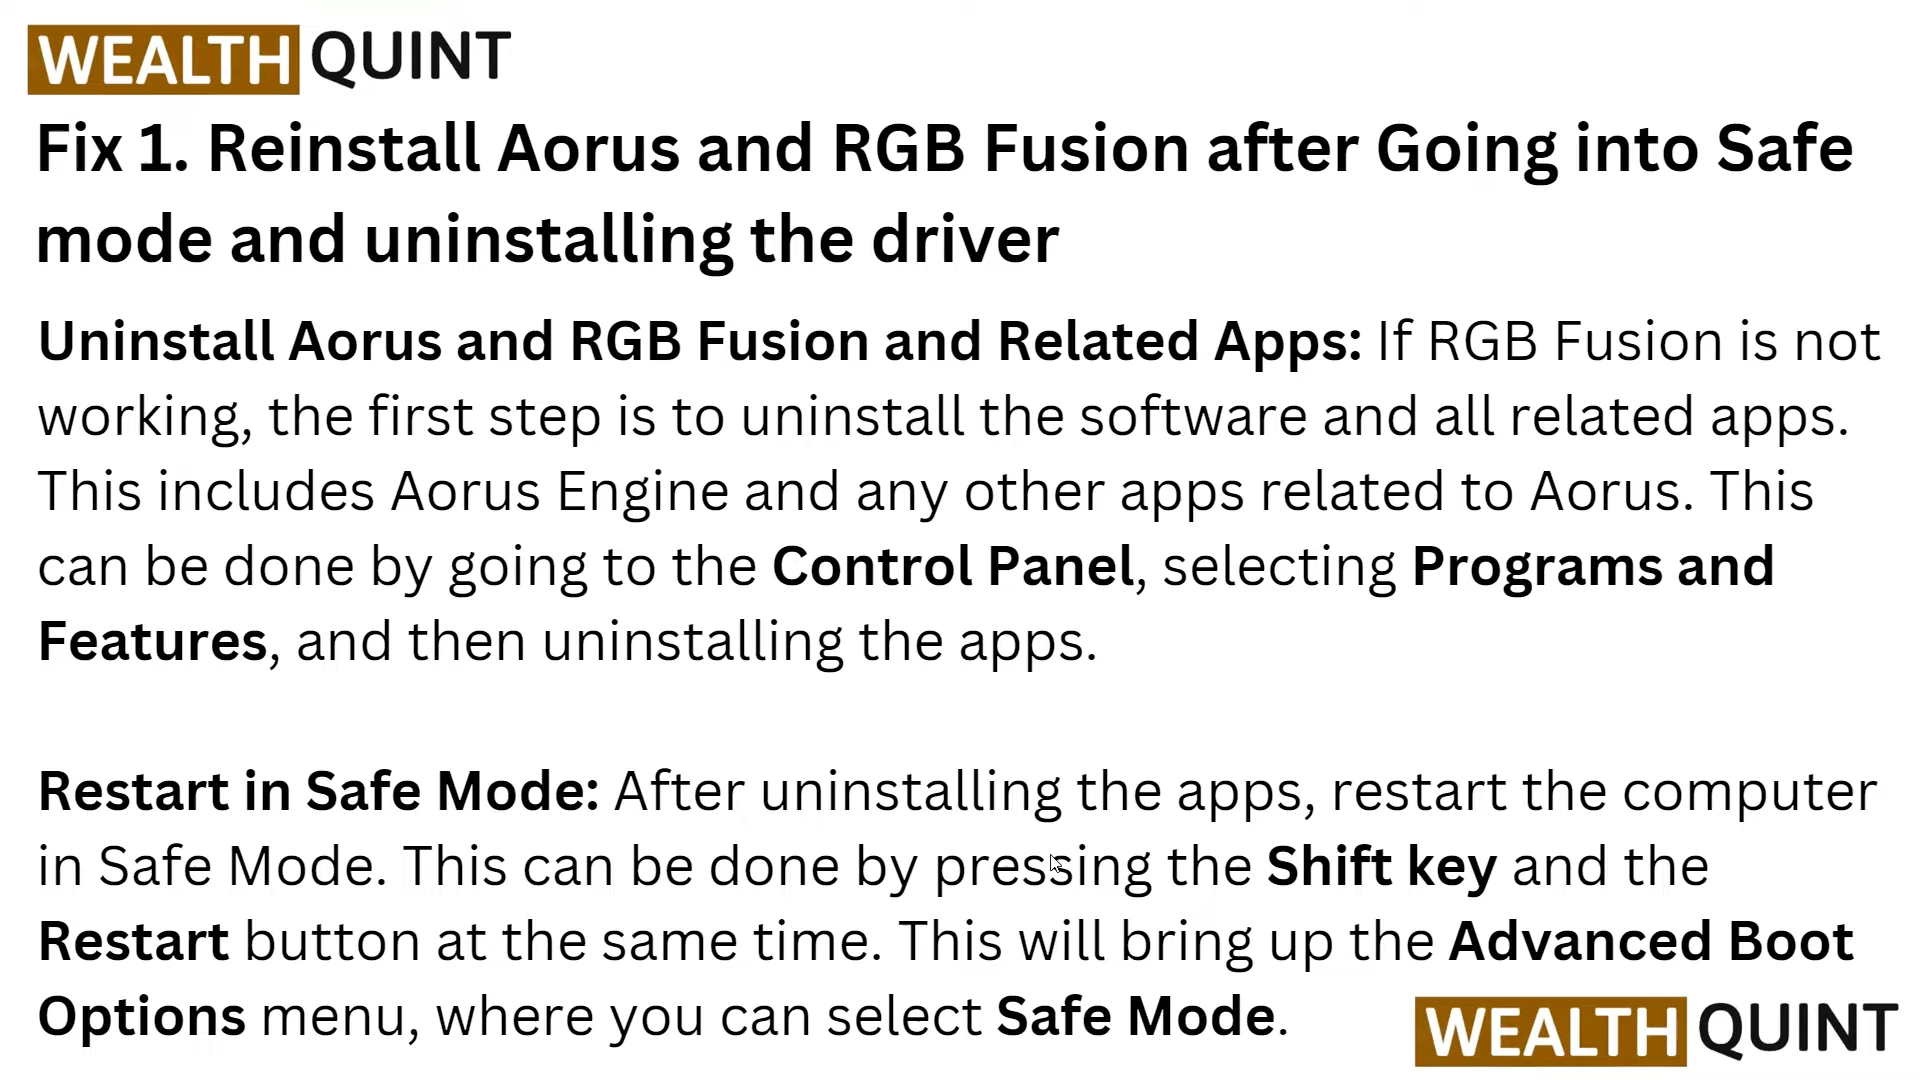 WEALTH QUINT
Fix 1. Reinstall Aorus and RGB Fusion after Going into Safe
mode and uninstalling the driver
Uninstall Aorus and RGB Fusion and Related Apps: If RGB Fusion is not
working, the first step is to uninstall the software and all related apps.
This includes Aorus Engine and any other apps related to Aorus. This
can be done by going to the Control Panel, selecting Programs and
Features, and then uninstalling the apps.
Restart in Safe Mode: After uninstalling the apps, restart the computer
in Safe Mode. This can be done by pressing the Shift key and the
Restart button at the same time. This will bring up the Advanced Boot
Options menu, where you can select Safe Mode.
WEALTH QUINT